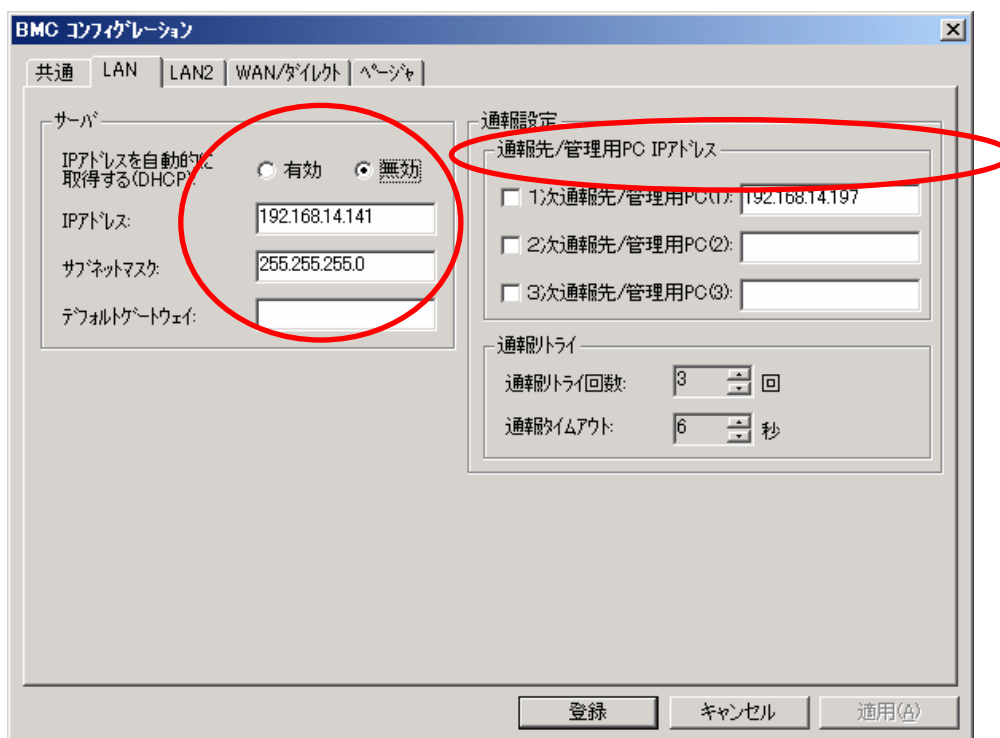 BMC ｺﾝﾌｨｸﾞﾚｰｼｮﾝ
共通 LAN LAN2 WAN/ﾀﾞｲﾚｸﾄ ﾍﾟｰｼﾞｬ
ｻｰﾊﾞ
IPｱﾄﾞﾚｽを自動的に
取得する(DHCP):
有効 無効
IPｱﾄﾞﾚｽ:
192.168.14.141
ｻﾌﾞﾈｯﾄﾏｽｸ:
255.255.255.0
ﾃﾞﾌｫﾙﾄｹﾞｰﾄｳｪｲ:
通報設定
通報先/管理用PC IPｱﾄﾞﾚｽ
1次通報先/管理用PC(1): 192.168.14.197
2次通報先/管理用PC(2):
3次通報先/管理用PC(3):
通報ﾘﾄﾗｲ
通報ﾘﾄﾗｲ回数: 3 回
通報ﾀｲﾑｱｳﾄ: 6 秒
登録 キャンセル 適用(A)